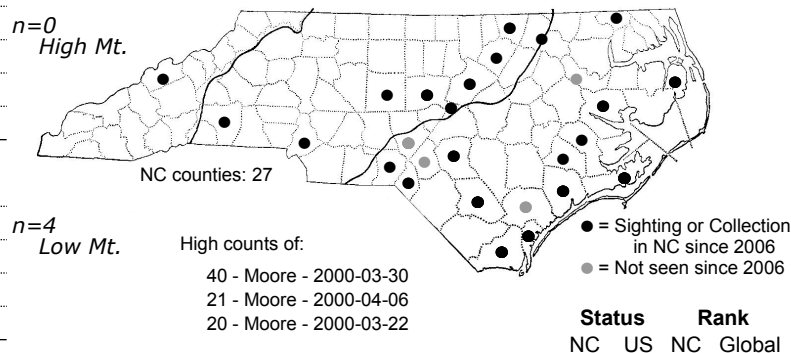 n=0
High Mt.
NC counties: 27
n=4
Low Mt.
High counts of:
40 - Moore - 2000-03-30
21 - Moore - 2000-04-06
20 - Moore - 2000-03-22
= Sighting or Collection
in NC since 2006
= Not seen since 2006
Status Rank
NC US NC Global